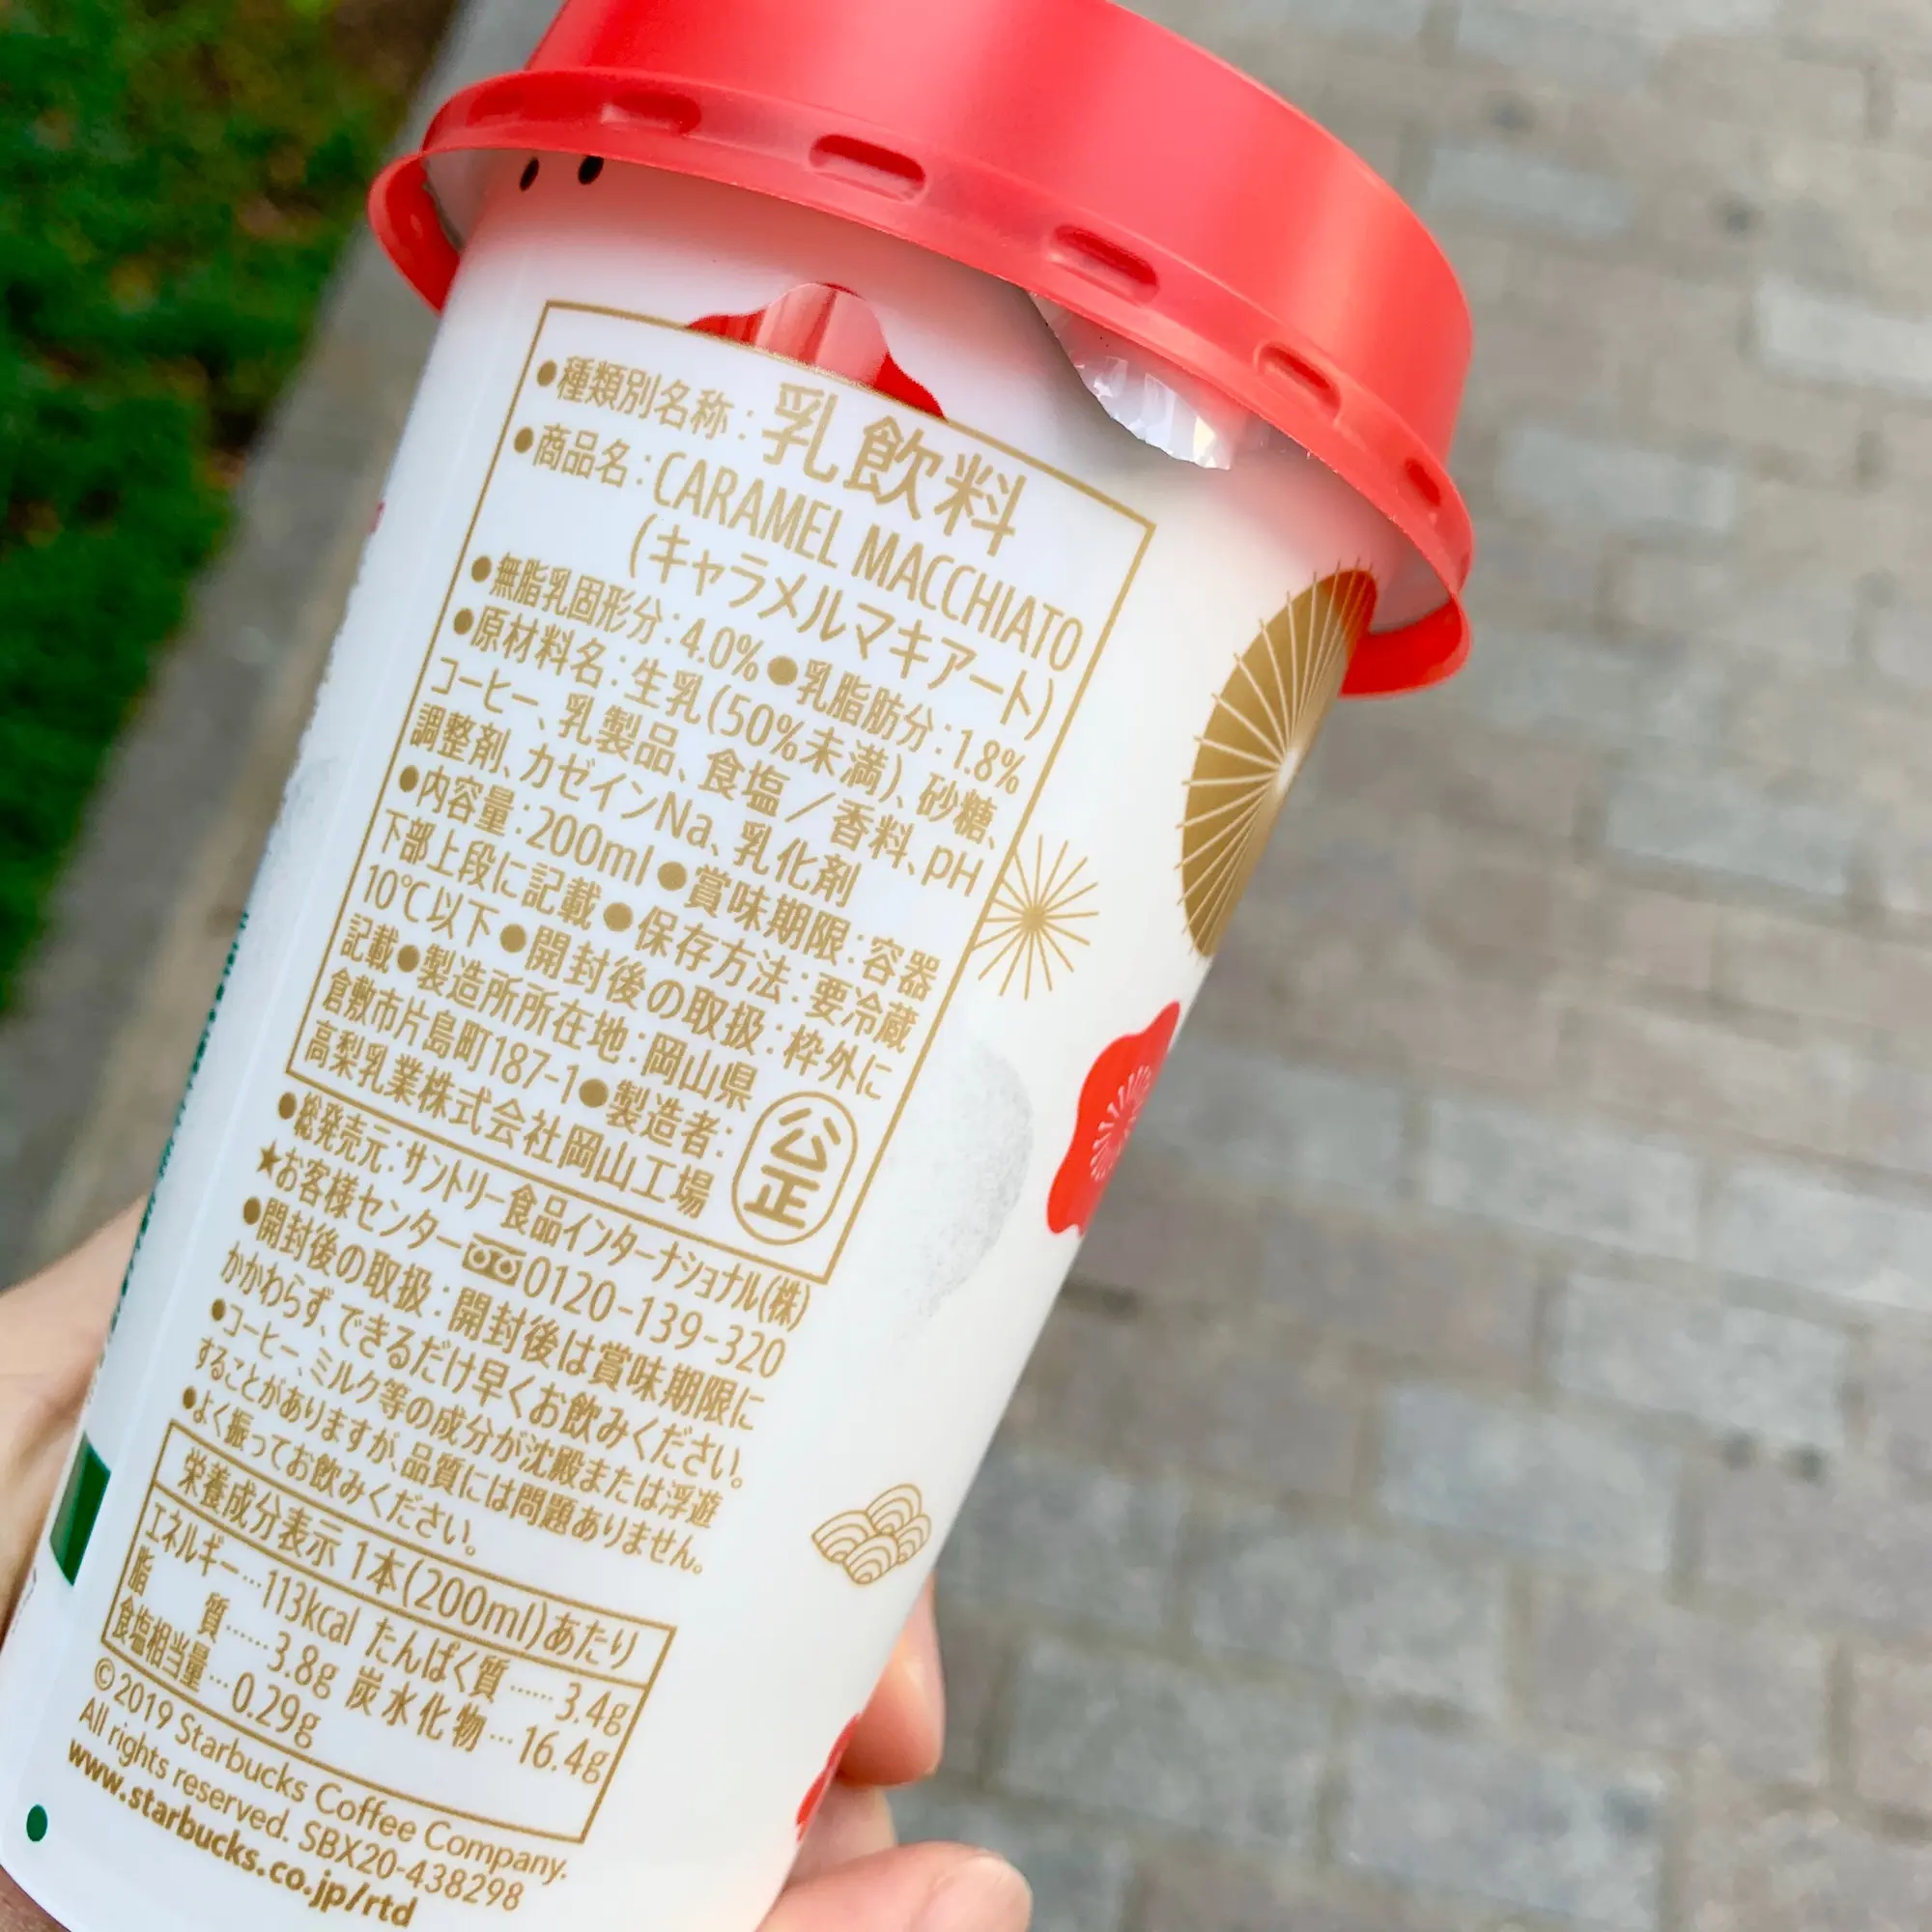 ●種類別名称：乳飲料
●商品名：CARAMEL MACCHIATO
(キャラメルマキアート)
●無脂乳固形分：4.0%●乳脂肪分：1.8%
●原材料名：生乳(50%未満)、砂糖、
コーヒー、乳製品、食塩／香料、pH
調整剤、カゼインNa、乳化剤
●内容量：200ml●賞味期限：容器
下部上段に記載●保存方法：要冷蔵
10℃以下●開封後の取扱：枠外に
記載●製造所所在地：岡山県
倉敷市片島町187-1●製造者：
高梨乳業株式会社岡山工場
公正
●総発売元：サントリー食品インターナショナル(株)
★お客様センター 0120-139-320
●開封後の取扱：開封後は賞味期限に
かかわらず、できるだけ早くお飲みください。
●コーヒー、ミルク等の成分が沈殿または浮遊
することがありますが、品質には問題ありません。
●よく振ってお飲みください。
栄養成分表示 1本(200ml)あたり
エネルギー…113kcal たんぱく質……3.4g
脂質……3.8g 炭水化物…16.4g
食塩相当量…0.29g
©2019 Starbucks Coffee Company.
All rights reserved. SBX20-438298
www.starbucks.co.jp/rtd